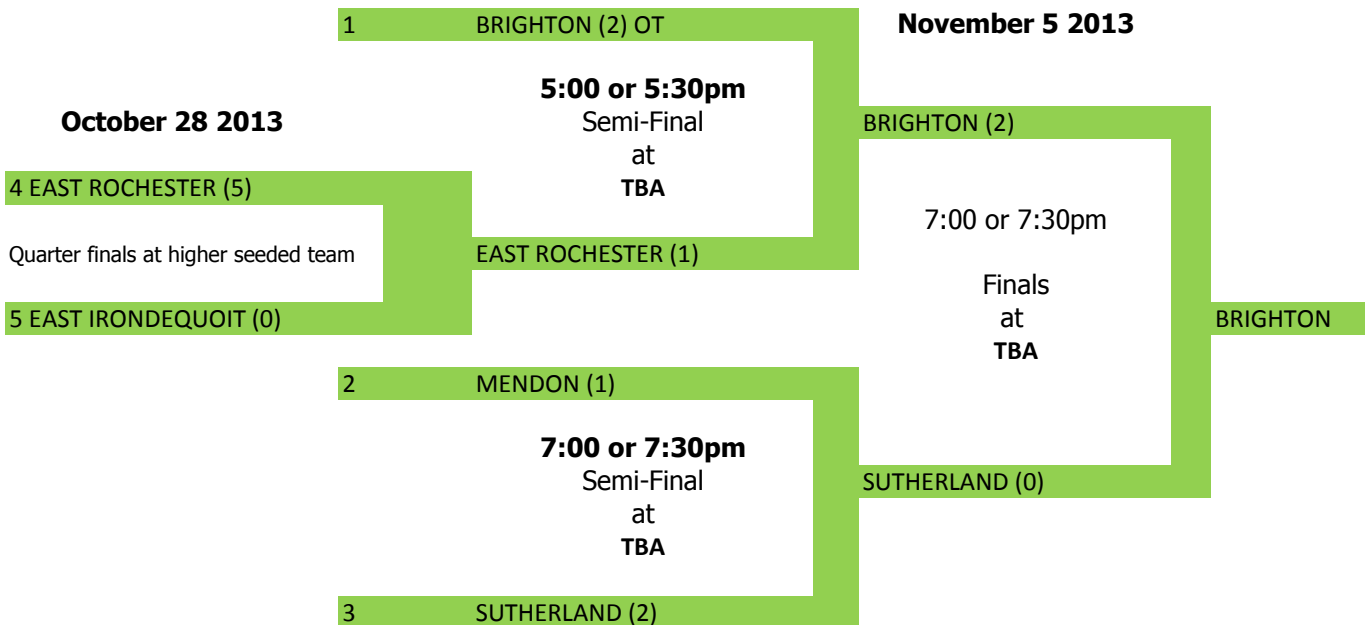 1 BRIGHTON (2) OT
November 5 2013
5:00 or 5:30pm
October 28 2013
Semi-Final
BRIGHTON (2)
at
4 EAST ROCHESTER (5)
TBA
7:00 or 7:30pm
Quarter finals at higher seeded team
EAST ROCHESTER (1)
Finals
5 EAST IRONDEQUOIT (0)
at
BRIGHTON
TBA
2 MENDON (1)
7:00 or 7:30pm
Semi-Final
SUTHERLAND (0)
at
TBA
3 SUTHERLAND (2)